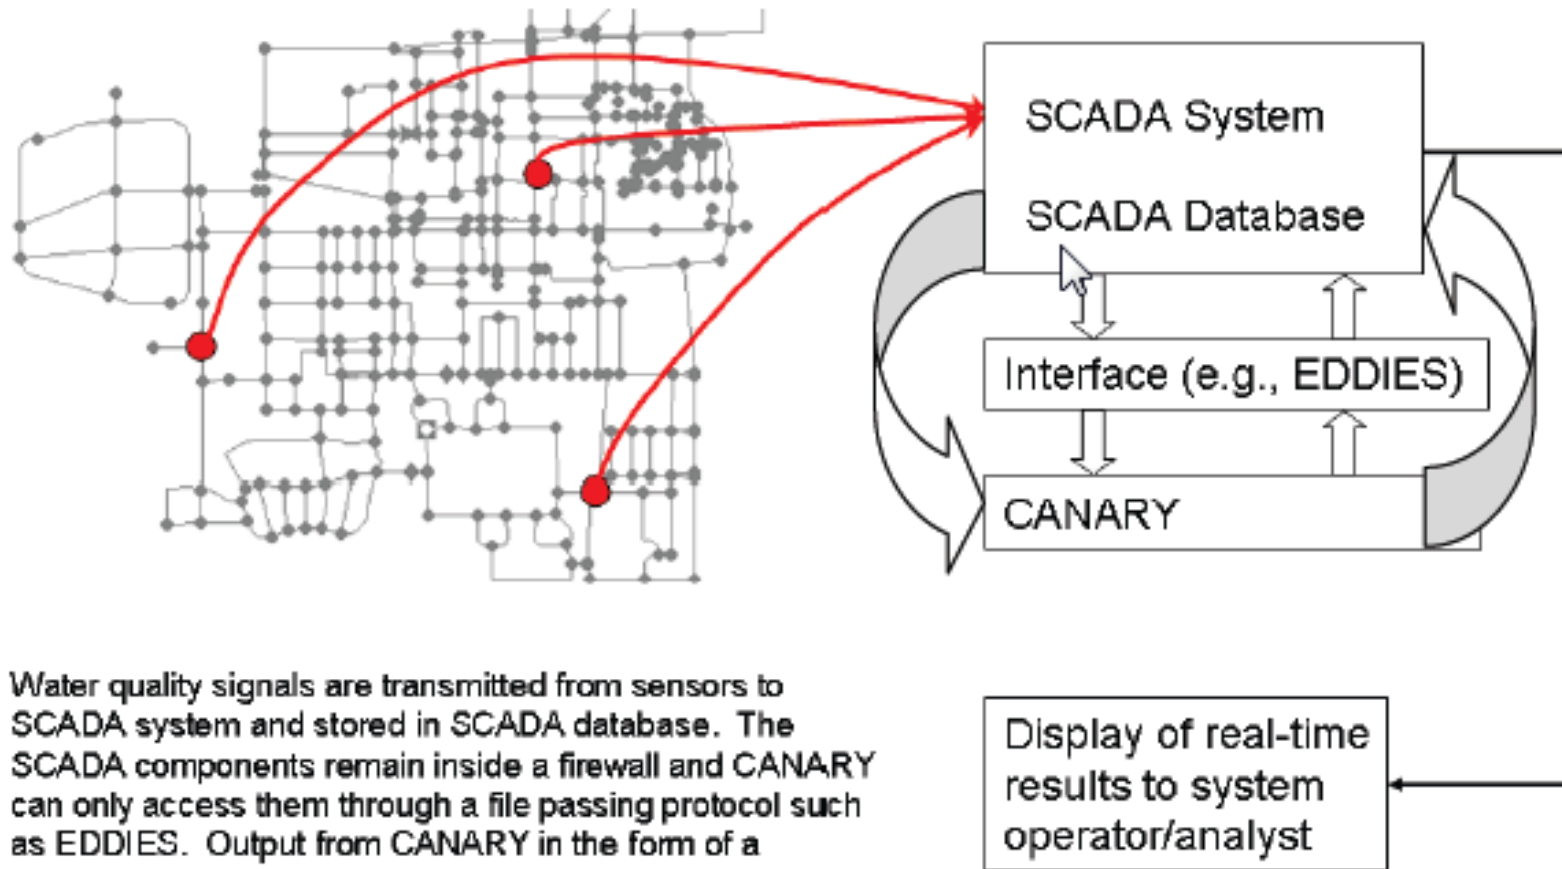 SCADA System
SCADA Database
Interface (e.g., EDDIES)
CANARY
Water quality signals are transmitted from sensors to
SCADA system and stored in SCADA database. The
SCADA components remain inside a firewall and CANARY
can only access them through a file passing protocol such
as EDDIES. Output from CANARY in the form of a
Display of real-time
results to system
operator/analyst